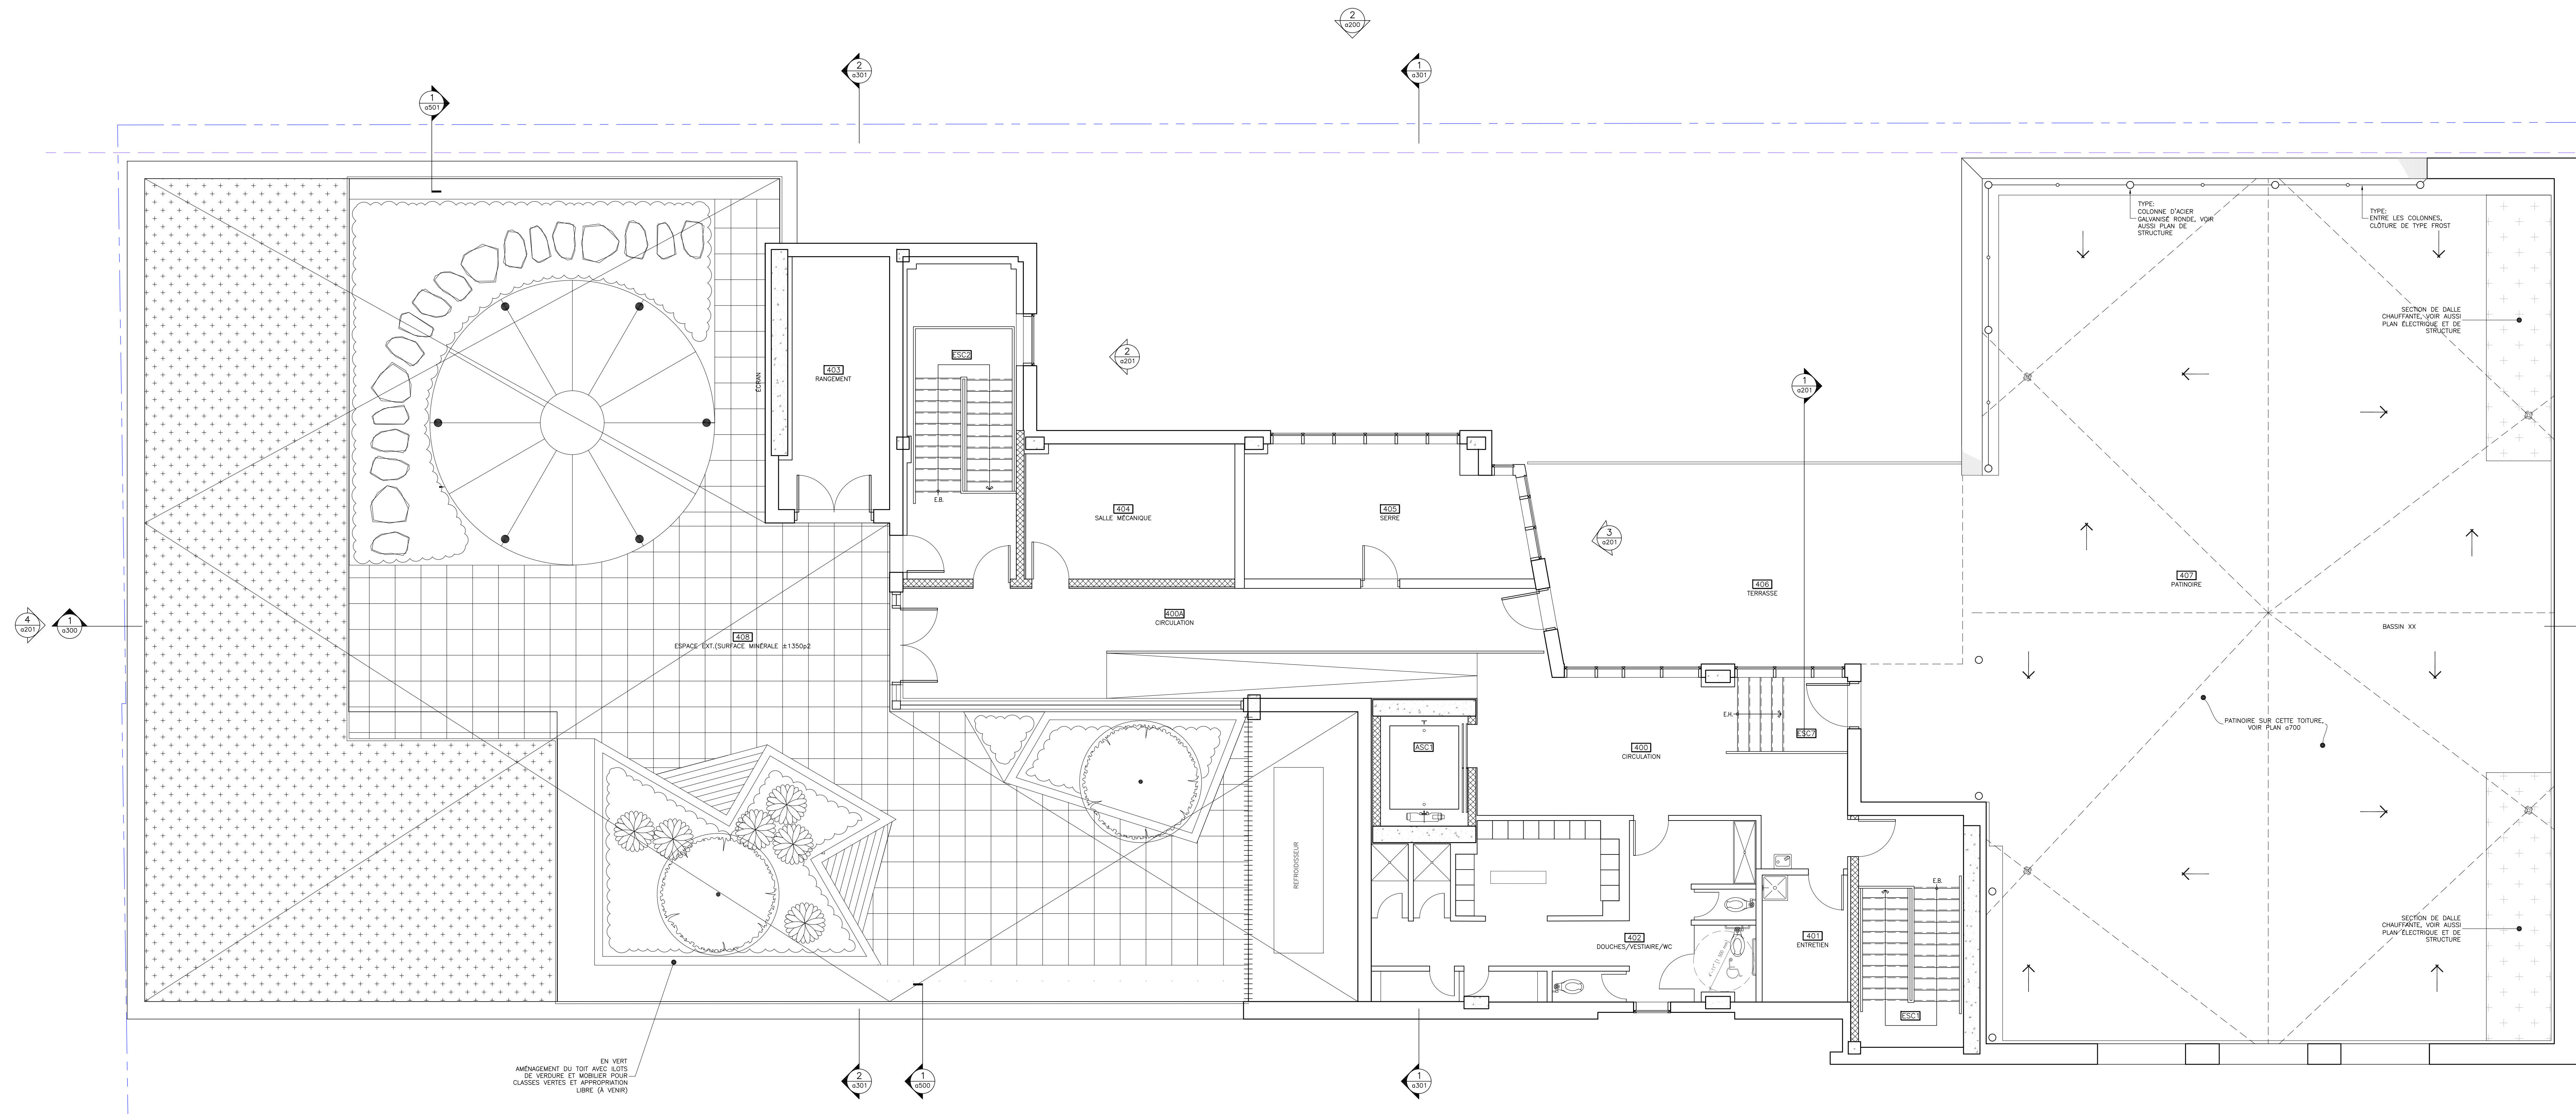 2
a200
2
a301
1
a301
1
a501
TYPE:
COLONNE D'ACIER
GALVANISÉ RONDE, VOIR
AUSSI PLAN DE
STRUCTURE
TYPE:
ENTRE LES COLONNES,
CLÔTURE DE TYPE FROST
SECTION DE DALLE
CHAUFFANTE, VOIR AUSSI
PLAN ÉLECTRIQUE ET DE
STRUCTURE
ESC2
2
a201
403
RANGEMENT
ÉCRAN
1
a201
E.B.
404
SALLE MÉCANIQUE
405
SERRE
3
a201
406
TERRASSE
407
PATINOIRE
4
a201
1
a300
400A
CIRCULATION
408
ESPACE EXT.(SURFACE MINÉRALE ±1350p2
BASSIN XX
E.H.
ESC7
PATINOIRE SUR CETTE TOITURE,
VOIR PLAN a700
ASC1
400
CIRCULATION
REFROIDISSEUR
E.B.
402
DOUCHES/VESTIAIRE/WC
401
ENTRETIEN
SECTION DE DALLE
CHAUFFANTE, VOIR AUSSI
PLAN ÉLECTRIQUE ET DE
STRUCTURE
ESC1
EN VERT
AMÉNAGEMENT DU TOIT AVEC ILOTS
DE VERDURE ET MOBILIER POUR
CLASSES VERTES ET APPROPRIATION
LIBRE (À VENIR)
2
a301
1
a500
1
a301